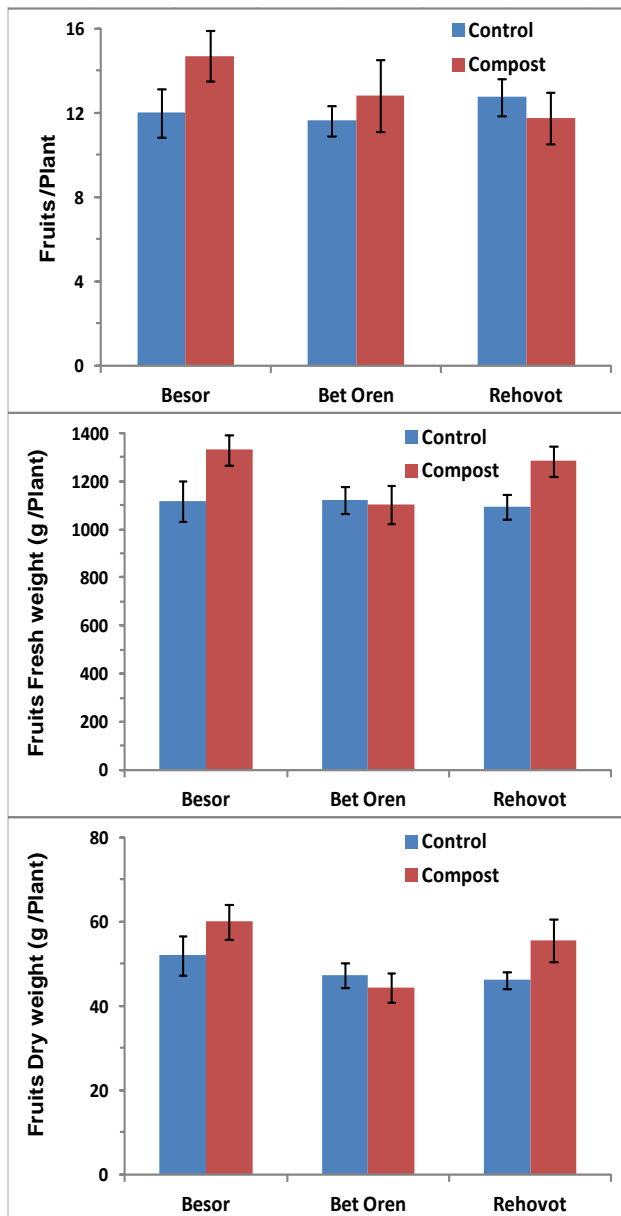 16
12
8
4
0
Fruits/Plant
Control
Compost
Besor
Bet Oren
Rehovot
1400
1200
1000
800
600
400
200
0
Fruits Fresh weight (g/Plant)
Control
Compost
Besor
Bet Oren
Rehovot
80
60
40
20
0
Fruits Dry weight (g/Plant)
Control
Compost
Besor
Bet Oren
Rehovot